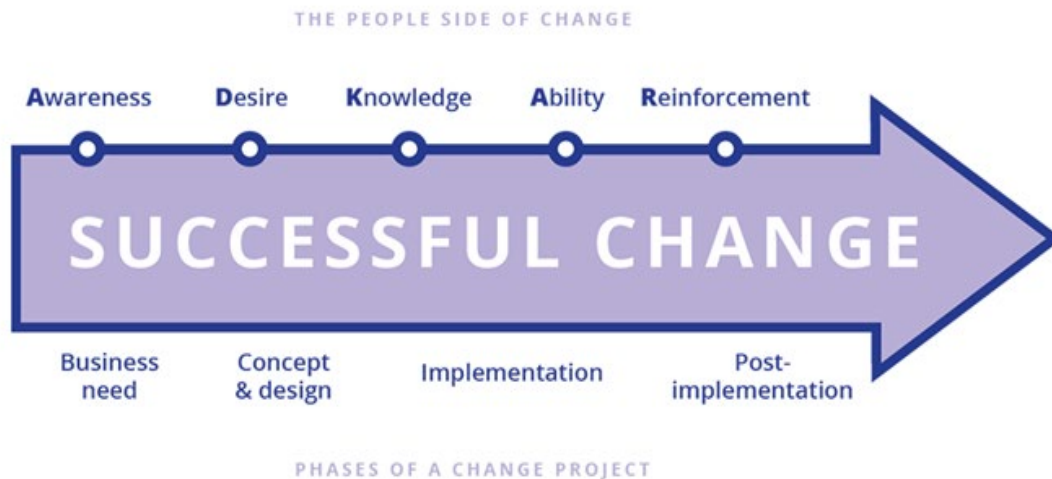 THE PEOPLE SIDE OF CHANGE
Awareness Desire Knowledge Ability Reinforcement
SUCCESSFUL CHANGE
Business need
Concept & design
Implementation
Post-implementation
PHASES OF A CHANGE PROJECT